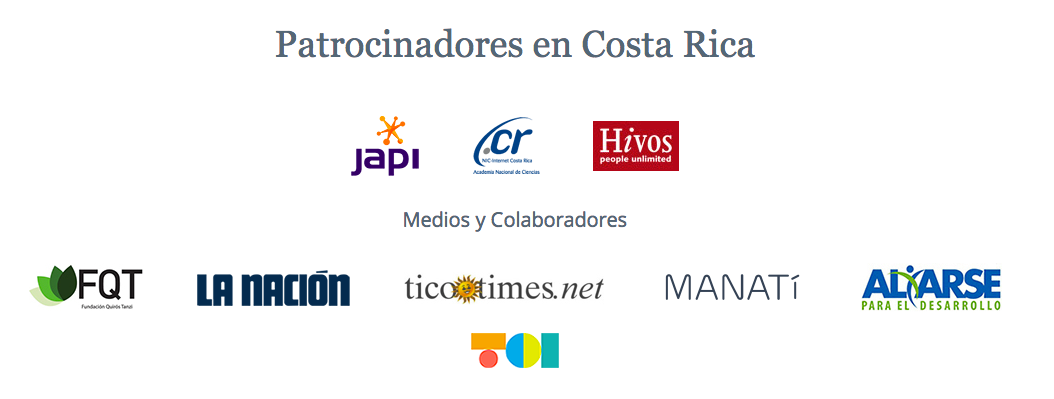 Patrocinadores en Costa Rica
japi
.cr
NIC-Internet Costa Rica
Academia Nacional de Ciencias
Hivos
people unlimited
Medios y Colaboradores
FQT
Fundación Quirós Tanzi
LA NACIÓN
ticotimes.net
MANATÍ
ALIARSE
PARA EL DESARROLLO